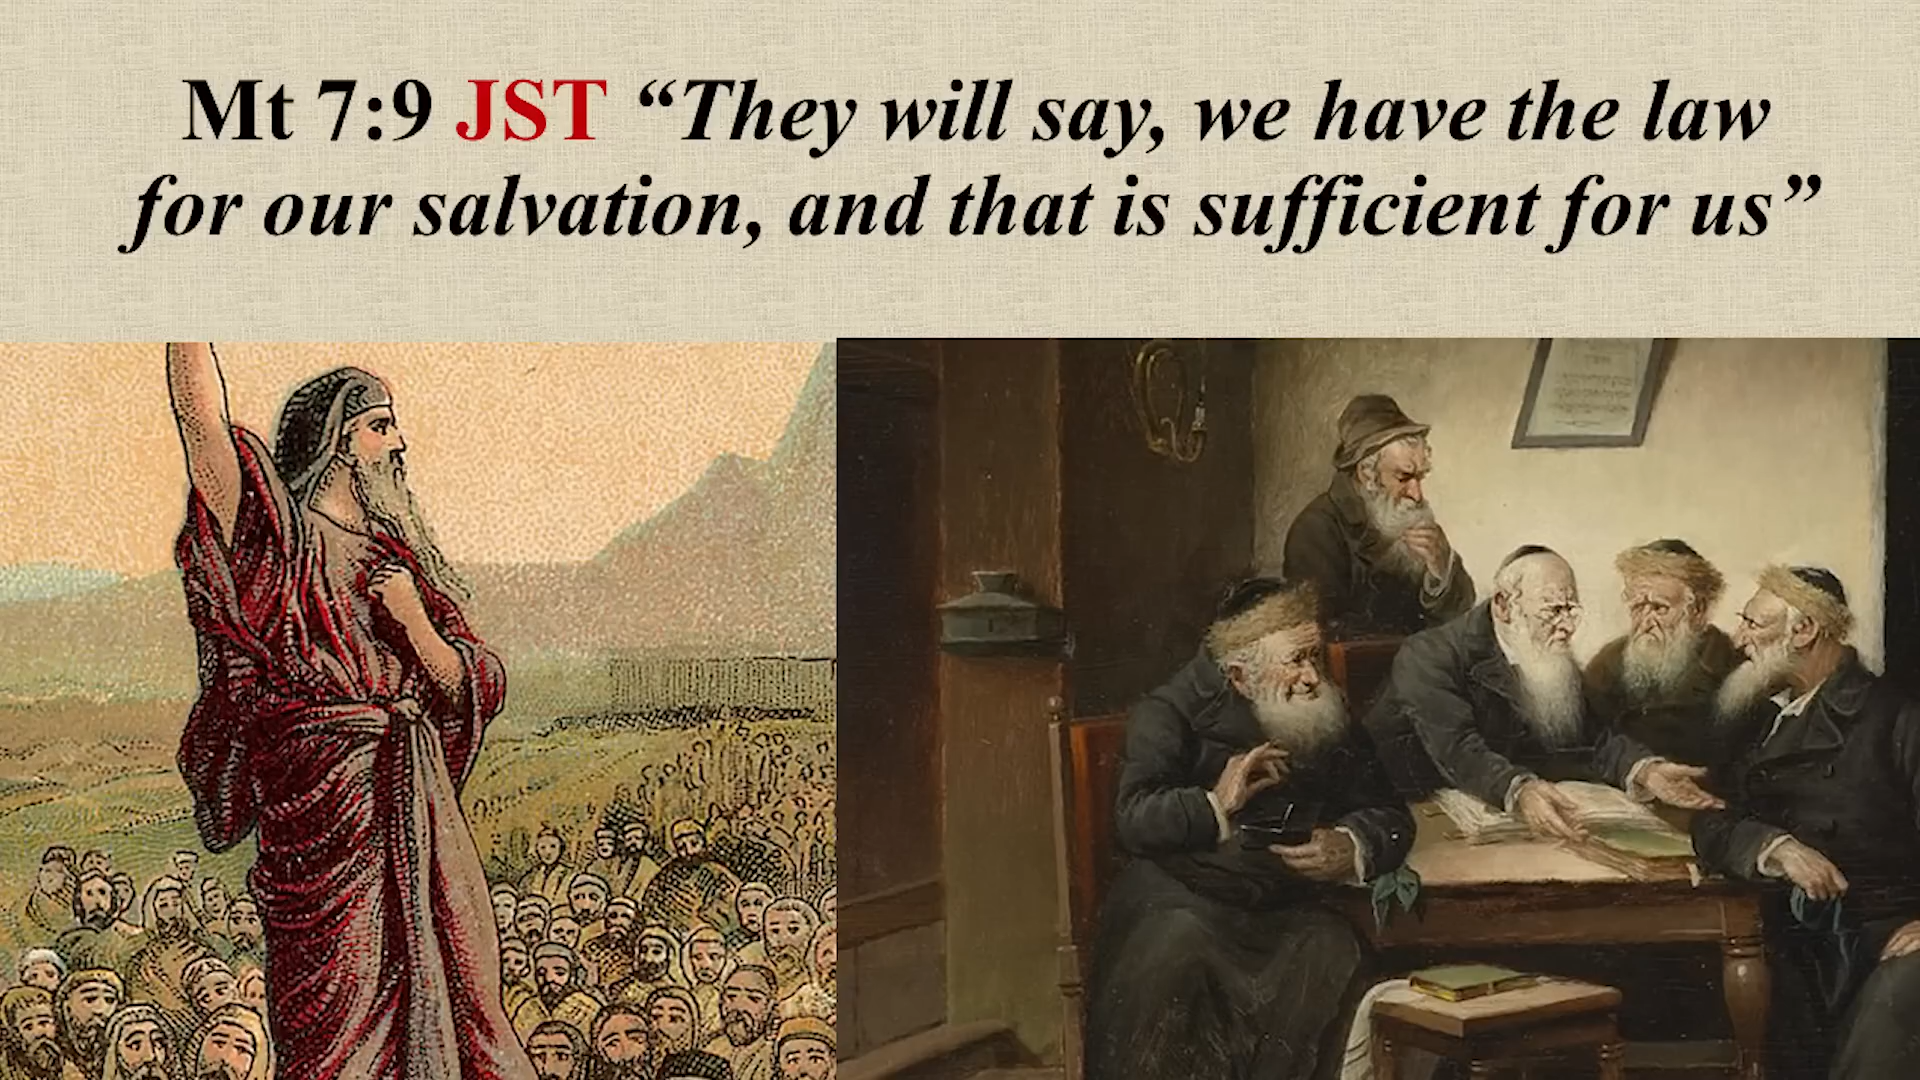 Mt 7:9 JST “They will say, we have the law
for our salvation, and that is sufficient for us”